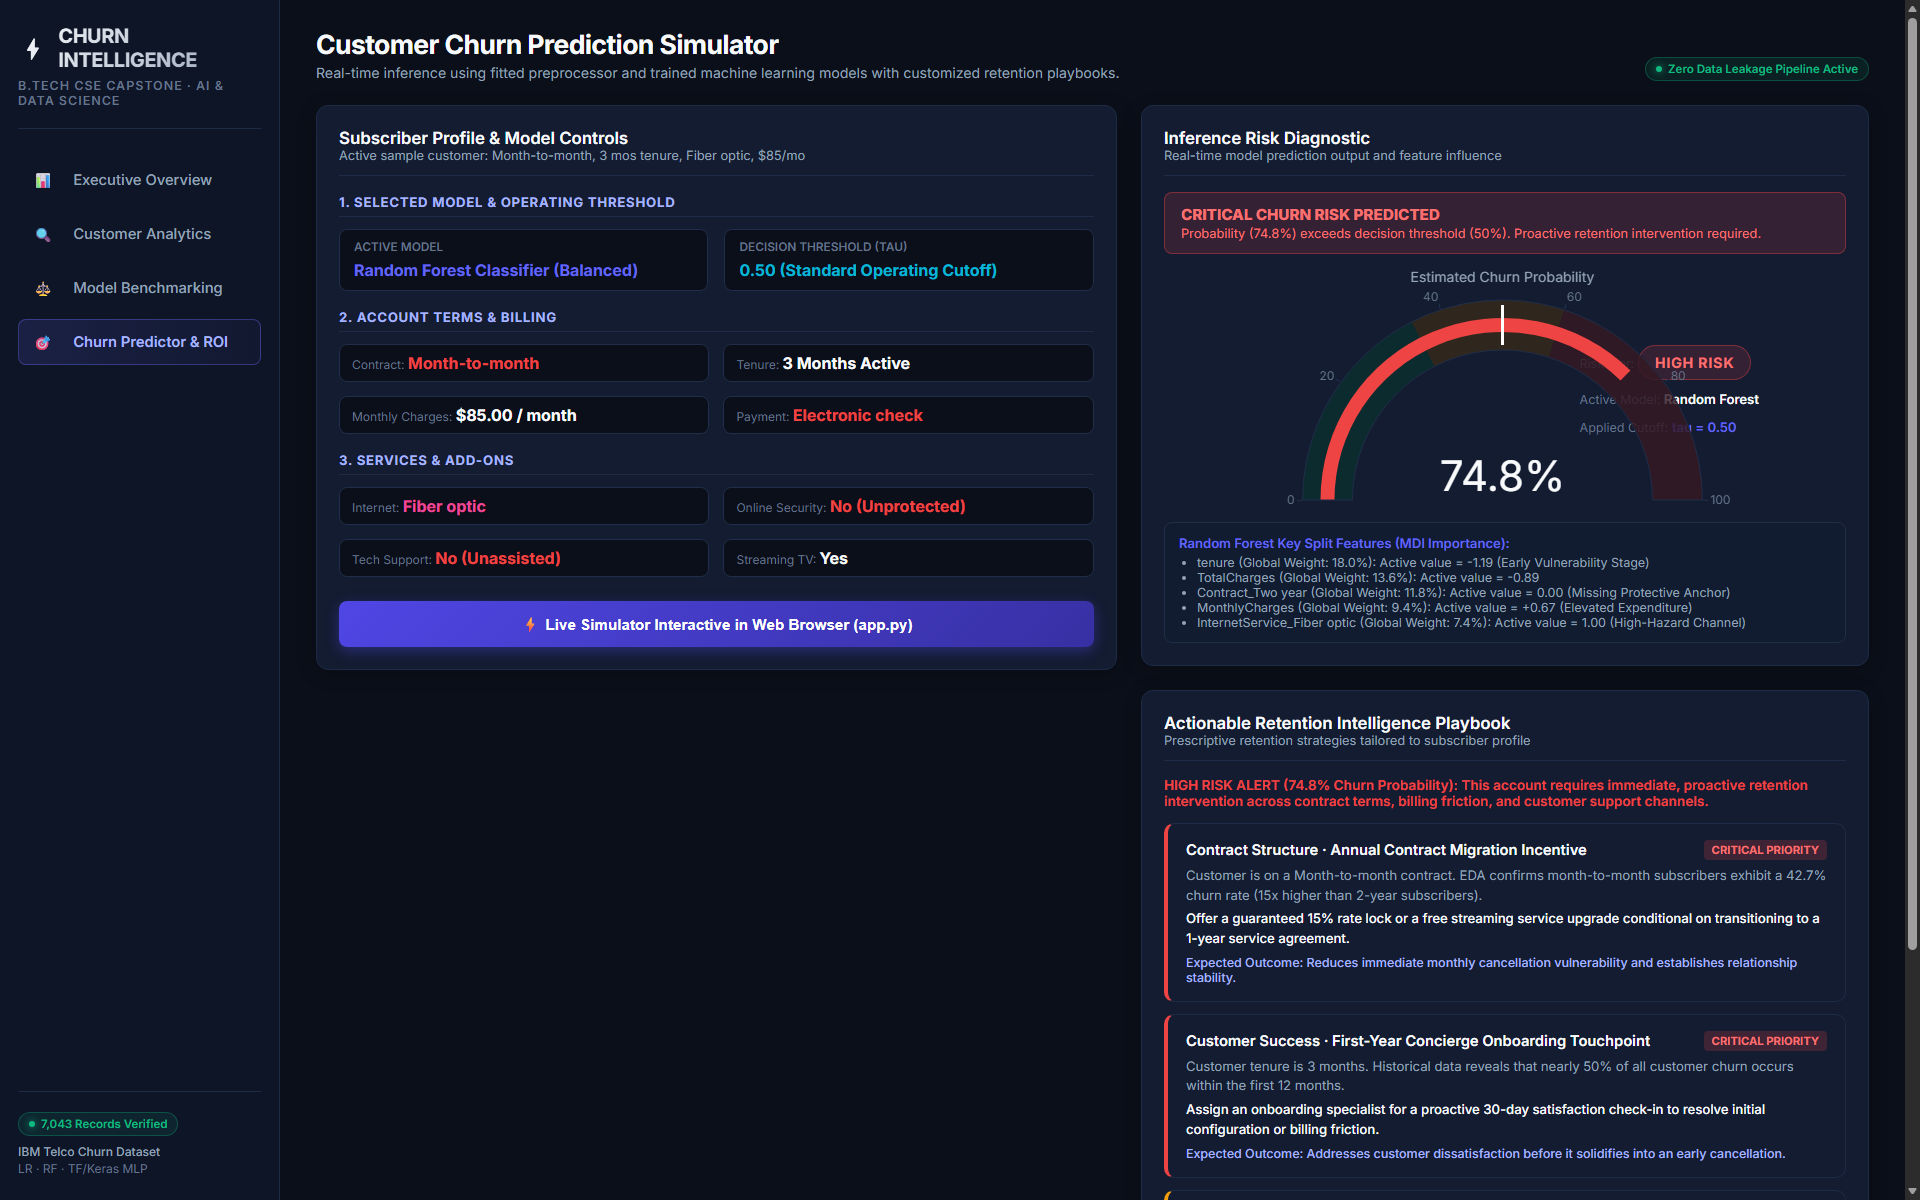 CHURN
INTELLIGENCE
B.TECH CSE CAPSTONE · AI &
DATA SCIENCE
Executive Overview
Customer Analytics
Model Benchmarking
Churn Predictor & ROI
7,043 Records Verified
IBM Telco Churn Dataset
LR · RF · TF/Keras MLP
Customer Churn Prediction Simulator
Real-time inference using fitted preprocessor and trained machine learning models with customized retention playbooks.
Zero Data Leakage Pipeline Active
Subscriber Profile & Model Controls
Active sample customer: Month-to-month, 3 mos tenure, Fiber optic, $85/mo
1. SELECTED MODEL & OPERATING THRESHOLD
ACTIVE MODEL
Random Forest Classifier (Balanced)
DECISION THRESHOLD (TAU)
0.50 (Standard Operating Cutoff)
2. ACCOUNT TERMS & BILLING
Contract: Month-to-month
Tenure: 3 Months Active
Monthly Charges: $85.00 / month
Payment: Electronic check
3. SERVICES & ADD-ONS
Internet: Fiber optic
Online Security: No (Unprotected)
Tech Support: No (Unassisted)
Streaming TV: Yes
Live Simulator Interactive in Web Browser (app.py)
Inference Risk Diagnostic
Real-time model prediction output and feature influence
CRITICAL CHURN RISK PREDICTED
Probability (74.8%) exceeds decision threshold (50%). Proactive retention intervention required.
Estimated Churn Probability
0
20
40
60
80
100
74.8%
HIGH RISK
Active Model: Random Forest
Applied Cutoff: tau = 0.50
Random Forest Key Split Features (MDI Importance):
• tenure (Global Weight: 18.0%): Active value = -1.19 (Early Vulnerability Stage)
• TotalCharges (Global Weight: 13.6%): Active value = -0.89
• Contract_Two year (Global Weight: 11.8%): Active value = 0.00 (Missing Protective Anchor)
• MonthlyCharges (Global Weight: 9.4%): Active value = +0.67 (Elevated Expenditure)
• InternetService_Fiber optic (Global Weight: 7.4%): Active value = 1.00 (High-Hazard Channel)
Actionable Retention Intelligence Playbook
Prescriptive retention strategies tailored to subscriber profile
HIGH RISK ALERT (74.8% Churn Probability): This account requires immediate, proactive retention
intervention across contract terms, billing friction, and customer support channels.
Contract Structure · Annual Contract Migration Incentive
CRITICAL PRIORITY
Customer is on a Month-to-month contract. EDA confirms month-to-month subscribers exhibit a 42.7%
churn rate (15x higher than 2-year subscribers).
Offer a guaranteed 15% rate lock or a free streaming service upgrade conditional on transitioning to a
1-year service agreement.
Expected Outcome: Reduces immediate monthly cancellation vulnerability and establishes relationship
stability.
Customer Success · First-Year Concierge Onboarding Touchpoint
CRITICAL PRIORITY
Customer tenure is 3 months. Historical data reveals that nearly 50% of all customer churn occurs
within the first 12 months.
Assign an onboarding specialist for a proactive 30-day satisfaction check-in to resolve initial
configuration or billing friction.
Expected Outcome: Addresses customer dissatisfaction before it solidifies into an early cancellation.